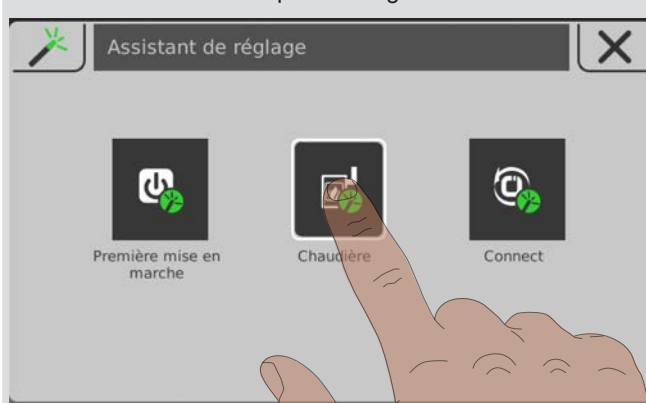 Assistant de réglage
Première mise en
marche
Chaudière
Connect